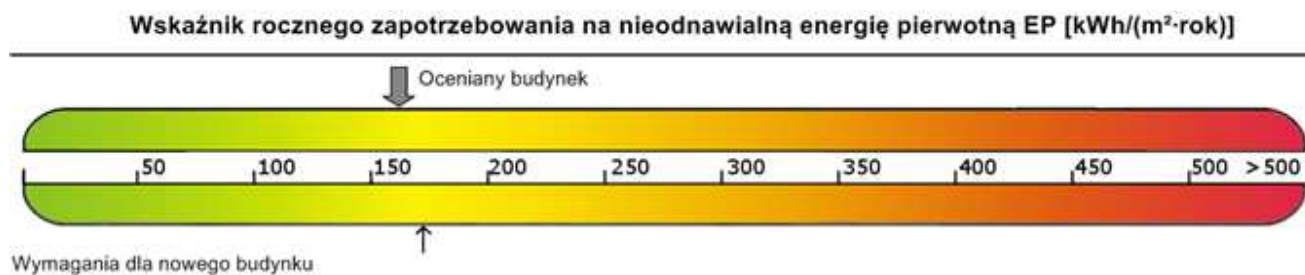 Wskaźnik rocznego zapotrzebowania na nieodnawialną energię pierwotną EP [kWh/(m²·rok)]
Oceniany budynek
50 100 150 200 250 300 350 400 450 500 > 500
Wymagania dla nowego budynku